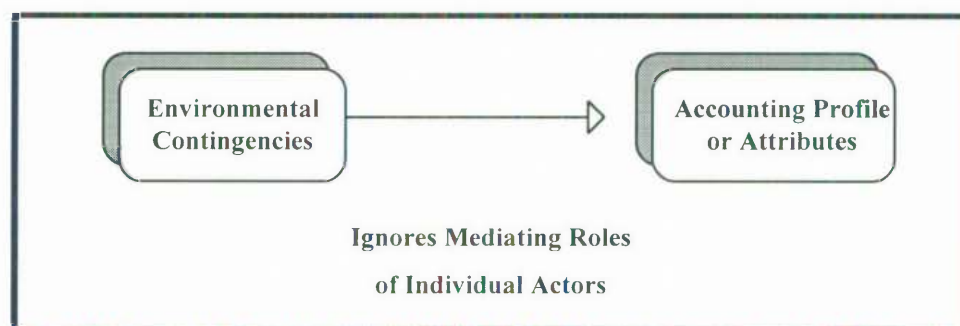 Environmental
Contingencies
Accounting Profile
or Attributes
Ignores Mediating Roles
of Individual Actors